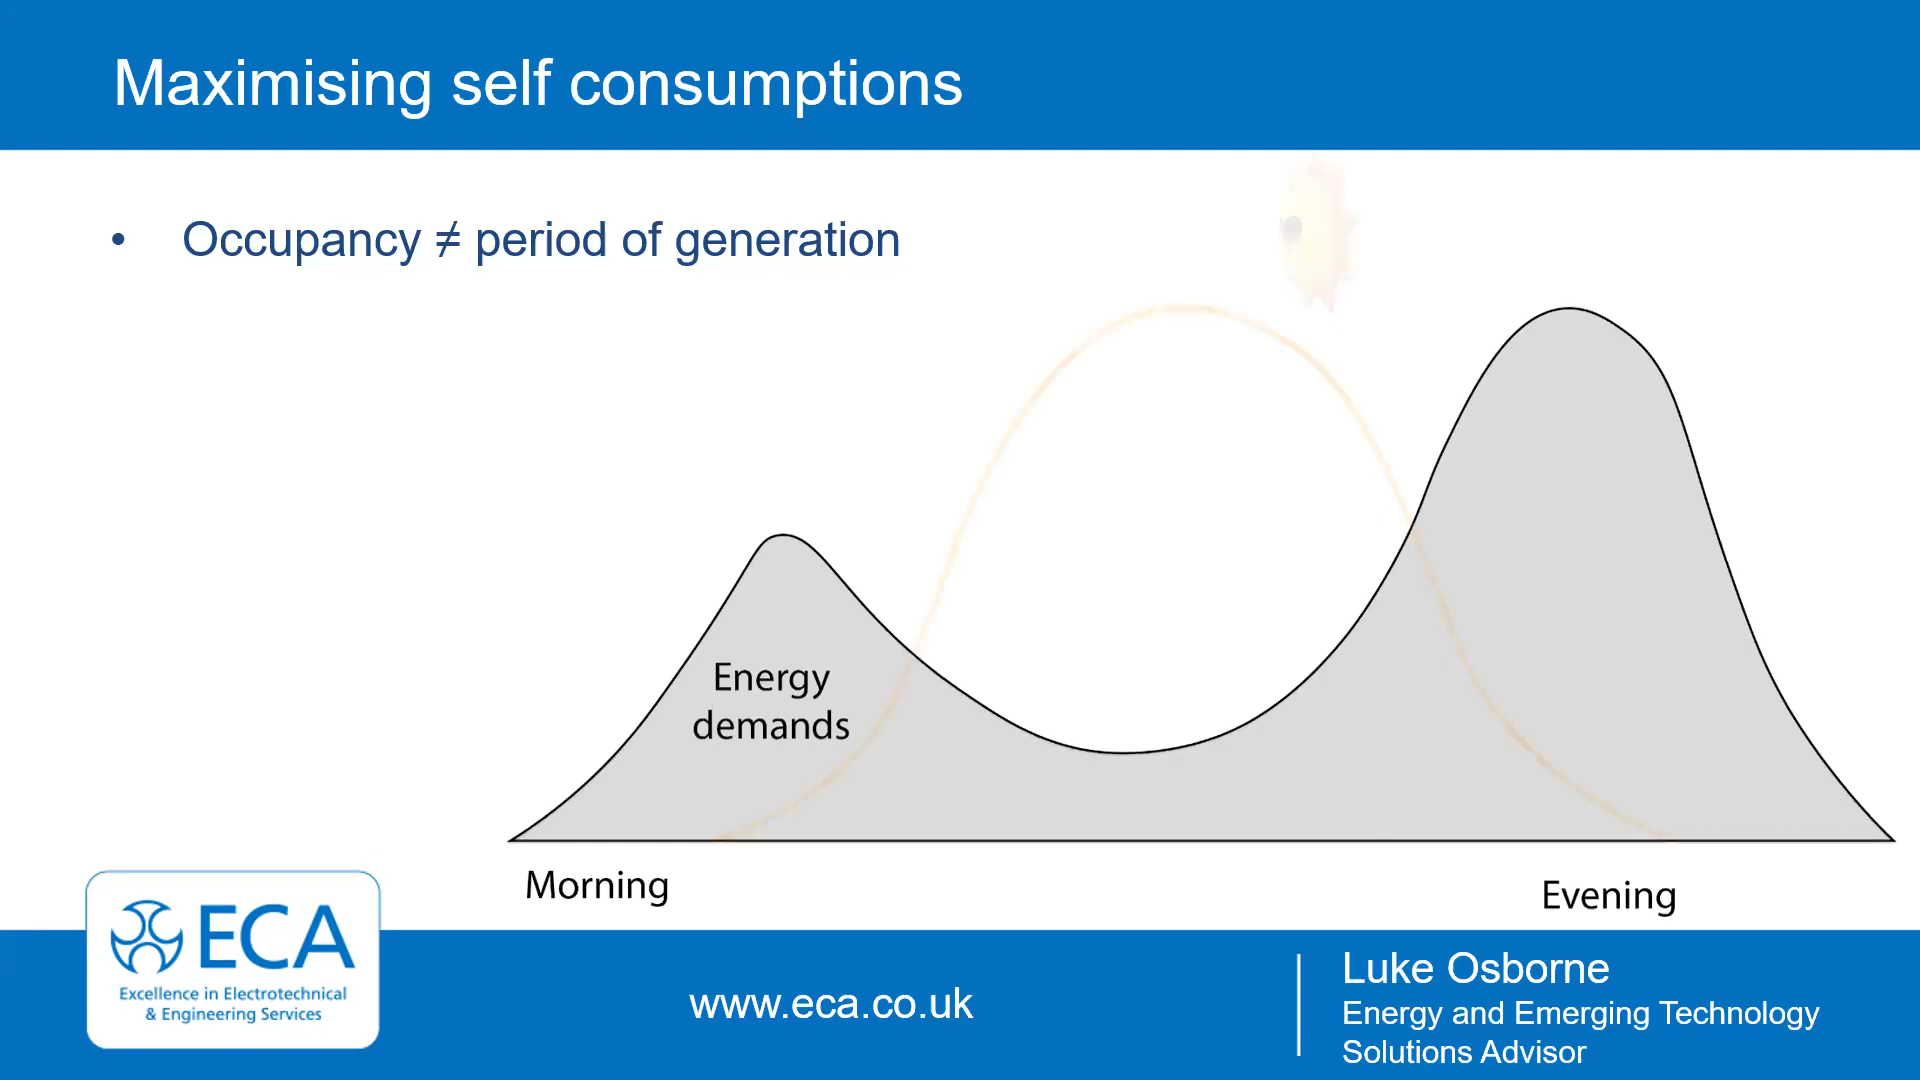 Maximising self consumptions
• Occupancy ≠ period of generation
Energy
demands
Morning
Evening
ECA
Excellence in Electrotechnical
& Engineering Services
www.eca.co.uk
Luke Osborne
Energy and Emerging Technology
Solutions Advisor